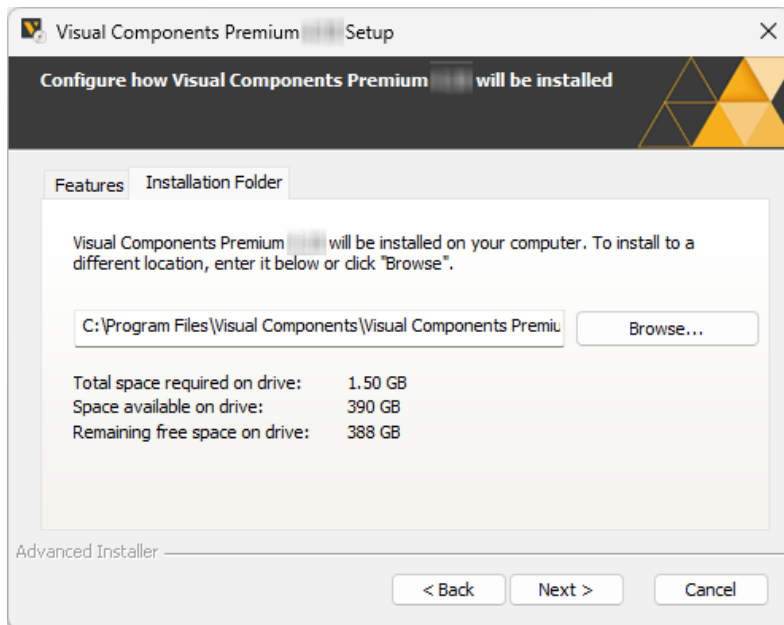 Visual Components Premium Setup
Configure how Visual Components Premium will be installed
Features
Installation Folder
Visual Components Premium will be installed on your computer. To install to a
different location, enter it below or click "Browse".
C:\Program Files\Visual Components\Visual Components Premiu
Browse...
Total space required on drive: 1.50 GB
Space available on drive: 390 GB
Remaining free space on drive: 388 GB
Advanced Installer
< Back
Next >
Cancel